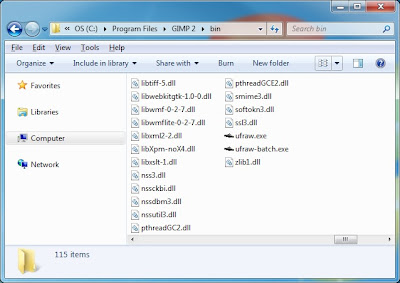 OS (C:) Program Files GIMP 2 bin Search bin
File Edit View Tools Help
Organize Include in library Share with Burn New folder
Favorites
Libraries
Computer
Network
libtiff-5.dll
libwebkitgtk-1.0-0.dll
libwmf-0-2-7.dll
libwmflite-0-2-7.dll
libxml2-2.dll
libXpm-noX4.dll
libxslt-1.dll
nss3.dll
nssckbi.dll
nssdbm3.dll
nssutil3.dll
pthreadGC2.dll
pthreadGCE2.dll
smime3.dll
softokn3.dll
ssl3.dll
ufraw.exe
ufraw-batch.exe
zlib1.dll
115 items